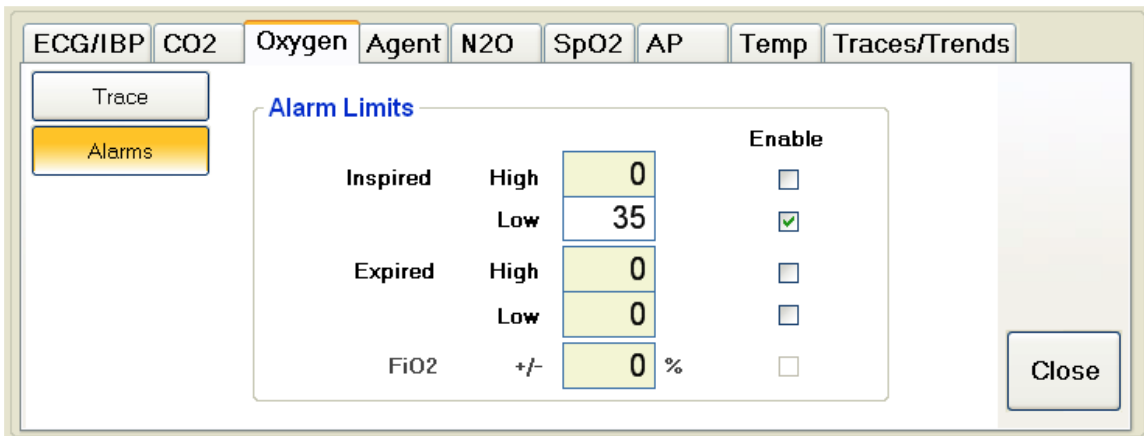 ECG/IBP CO2 Oxygen Agent N2O SpO2 AP Temp Traces/Trends
Trace
Alarm Limits
Alarms
Enable
Inspired High 0
Low 35
Expired High 0
Low 0
FiO2 +/- 0 %
Close